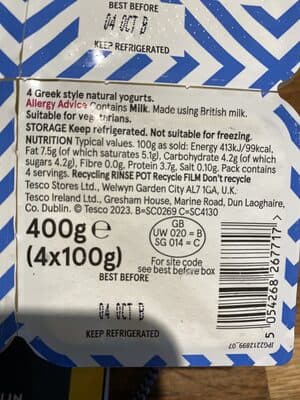 BEST BEFORE
04 OCT B
KEEP REFRIGERATED
4 Greek style natural yogurts.
Allergy Advice Contains Milk. Made using British milk.
Suitable for vegetarians.
STORAGE Keep refrigerated. Not suitable for freezing.
NUTRITION Typical values. 100g as sold: Energy 413kJ/99kcal,
Fat 7.5g (of which saturates 5.1g), Carbohydrate 4.2g (of which
sugars 4.2g), Fibre 0.0g, Protein 3.7g, Salt 0.10g. Pack contains
4 servings. Recycling RINSE POT Recycle FILM Don't recycle
Tesco Stores Ltd., Welwyn Garden City AL7 1GA, U.K.
Tesco Ireland Ltd., Gresham House, Marine Road, Dun Laoghaire,
Co. Dublin. © Tesco 2023. B=SC0269 C=SC4130
400g e
(4x100g)
GB
UW 020 = B
SG 014 = C
For site code
see best before box
BEST BEFORE
04 OCT B
KEEP REFRIGERATED
5 054268 267717 >
JPG2212899_07